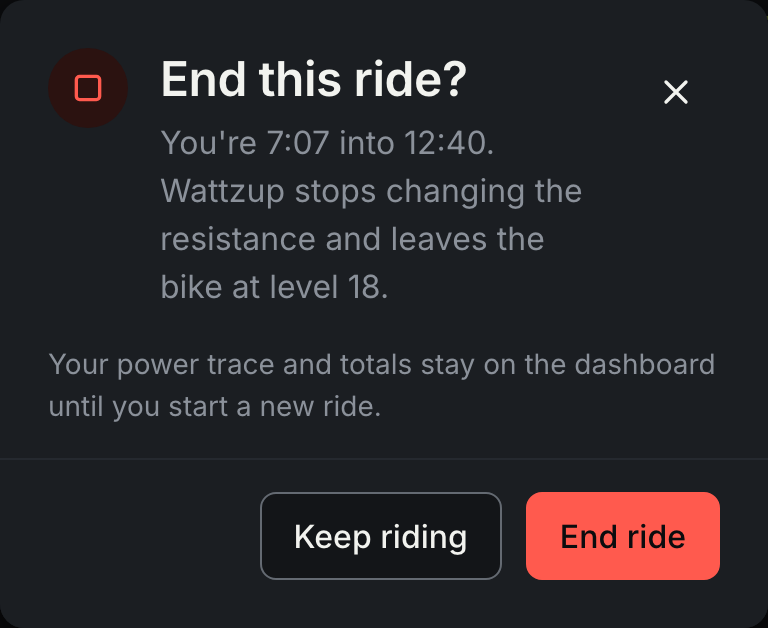 End this ride?
You're 7:07 into 12:40.
Wattzup stops changing the
resistance and leaves the
bike at level 18.
Your power trace and totals stay on the dashboard
until you start a new ride.
Keep riding
End ride